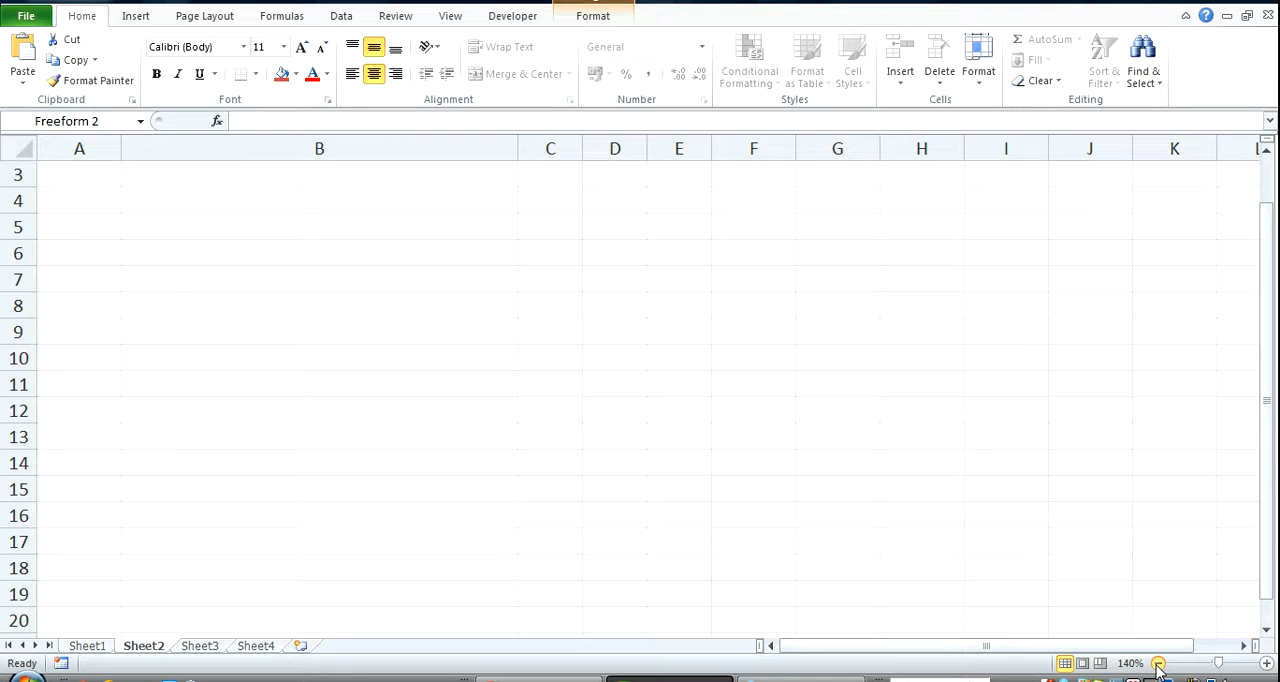 File Home Insert Page Layout Formulas Data Review View Developer Format
Cut
Copy
Format Painter
Paste
Clipboard
Calibri (Body) 11
B I U A
Font
Wrap Text
Merge & Center
Alignment
General
% ,
Number
Conditional Formatting
Format as Table
Cell Styles
Styles
Insert Delete Format
Cells
Σ AutoSum
Fill
Clear
Sort & Filter
Find & Select
Editing
Freeform 2 fx
A B C D E F G H I J K L
3
4
5
6
7
8
9
10
11
12
13
14
15
16
17
18
19
20
Sheet1 Sheet2 Sheet3 Sheet4
Ready 140%